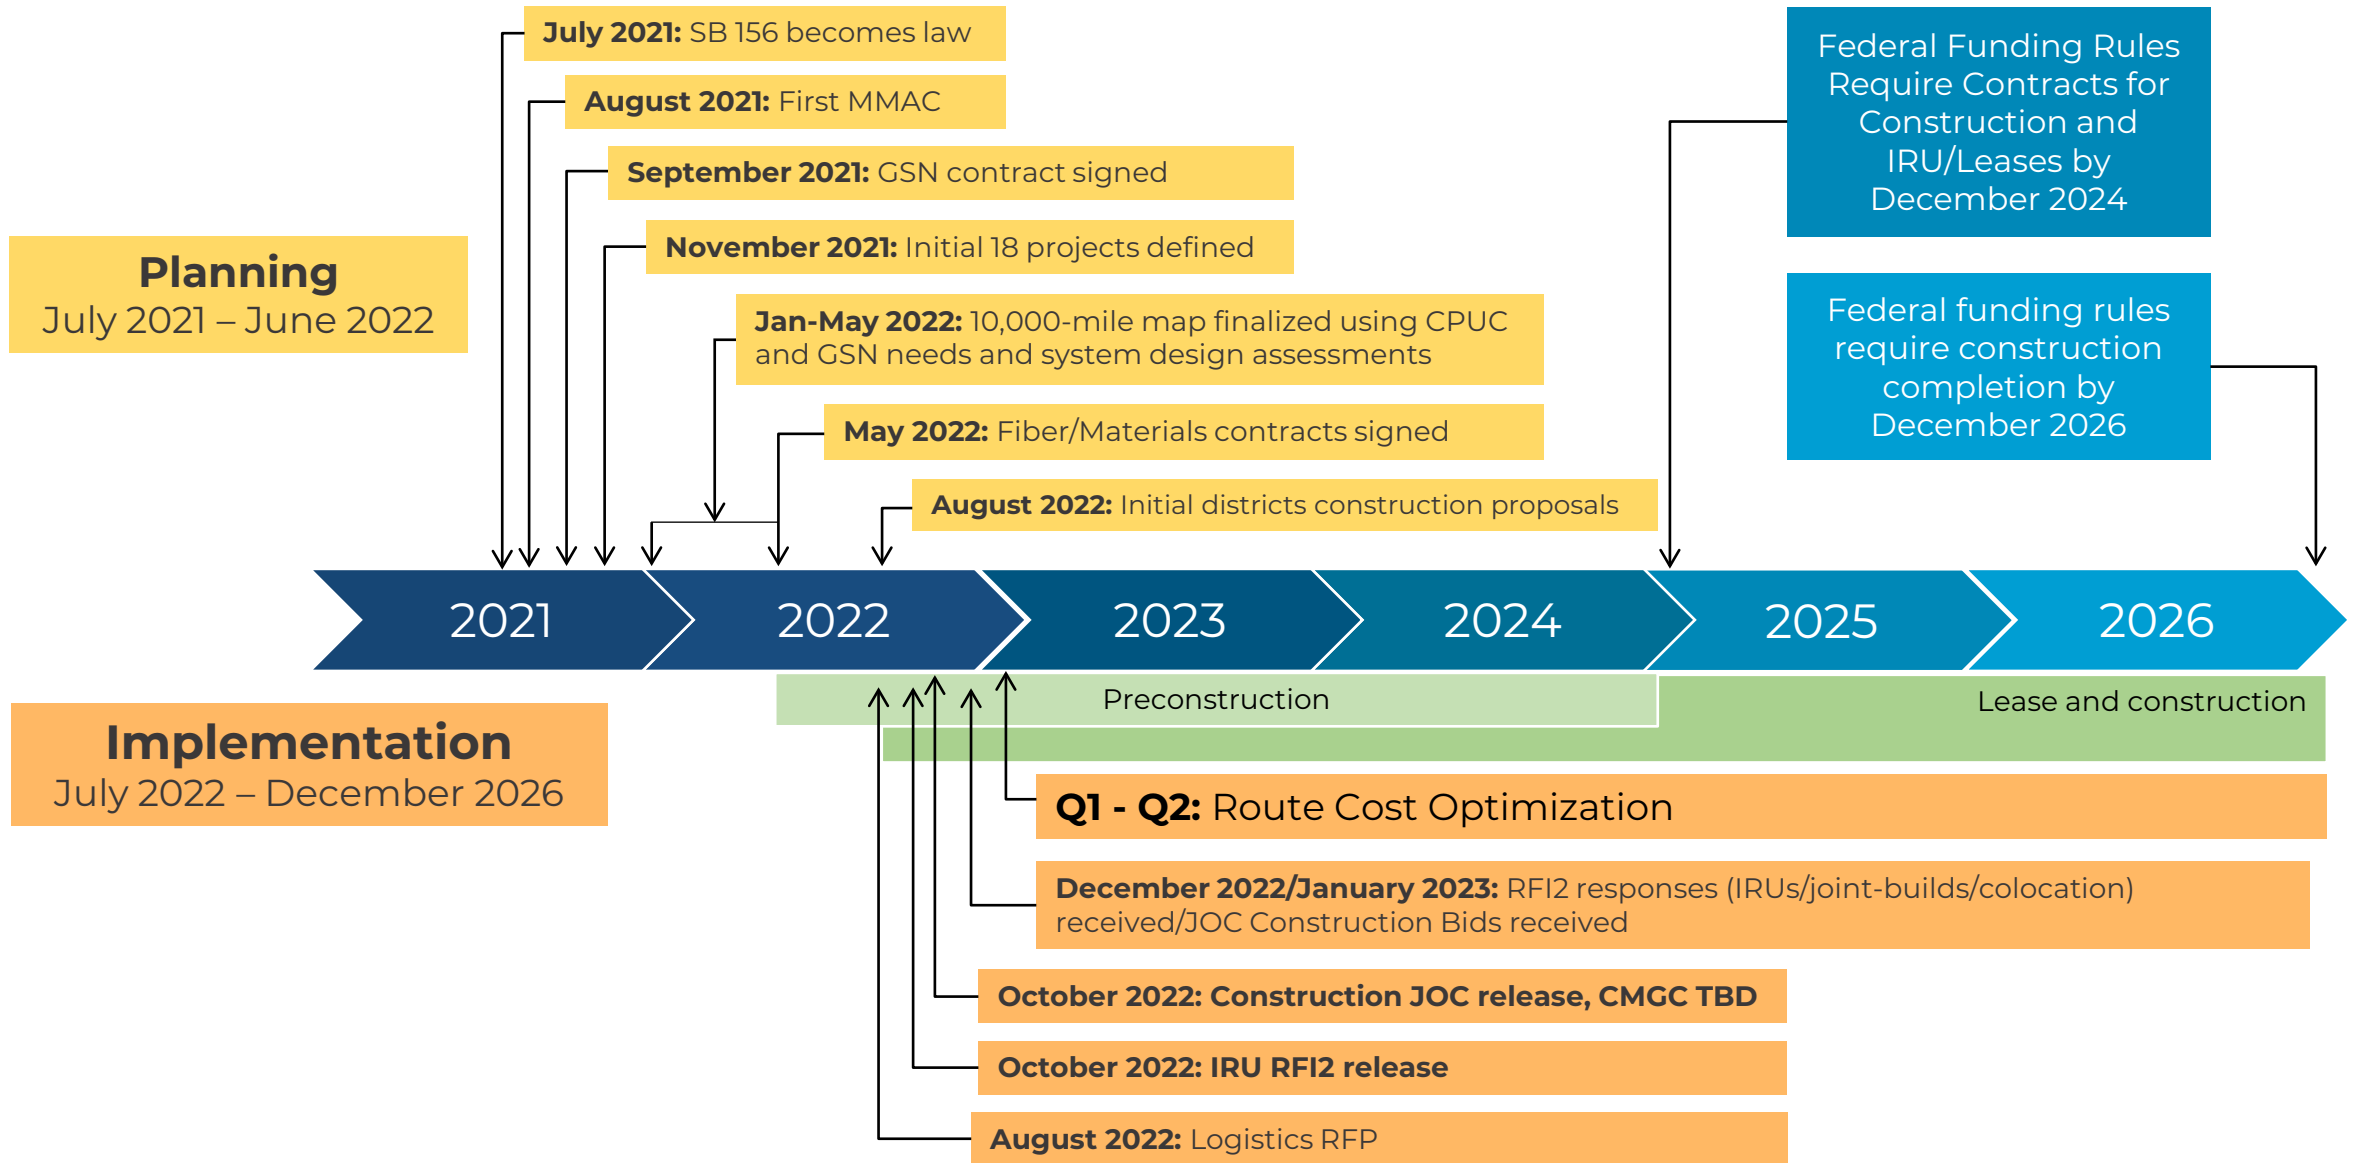 July 2021: SB 156 becomes law
August 2021: First MMAC
September 2021: GSN contract signed
November 2021: Initial 18 projects defined
Planning
July 2021 – June 2022
Jan-May 2022: 10,000-mile map finalized using CPUC
and GSN needs and system design assessments
May 2022: Fiber/Materials contracts signed
August 2022: Initial districts construction proposals
Federal Funding Rules
Require Contracts for
Construction and
IRU/Leases by
December 2024
Federal funding rules
require construction
completion by
December 2026
2021
2022
2023
2024
2025
2026
Preconstruction
Lease and construction
Implementation
July 2022 – December 2026
Q1 - Q2: Route Cost Optimization
December 2022/January 2023: RFI2 responses (IRUs/joint-builds/colocation)
received/JOC Construction Bids received
October 2022: Construction JOC release, CMGC TBD
October 2022: IRU RFI2 release
August 2022: Logistics RFP